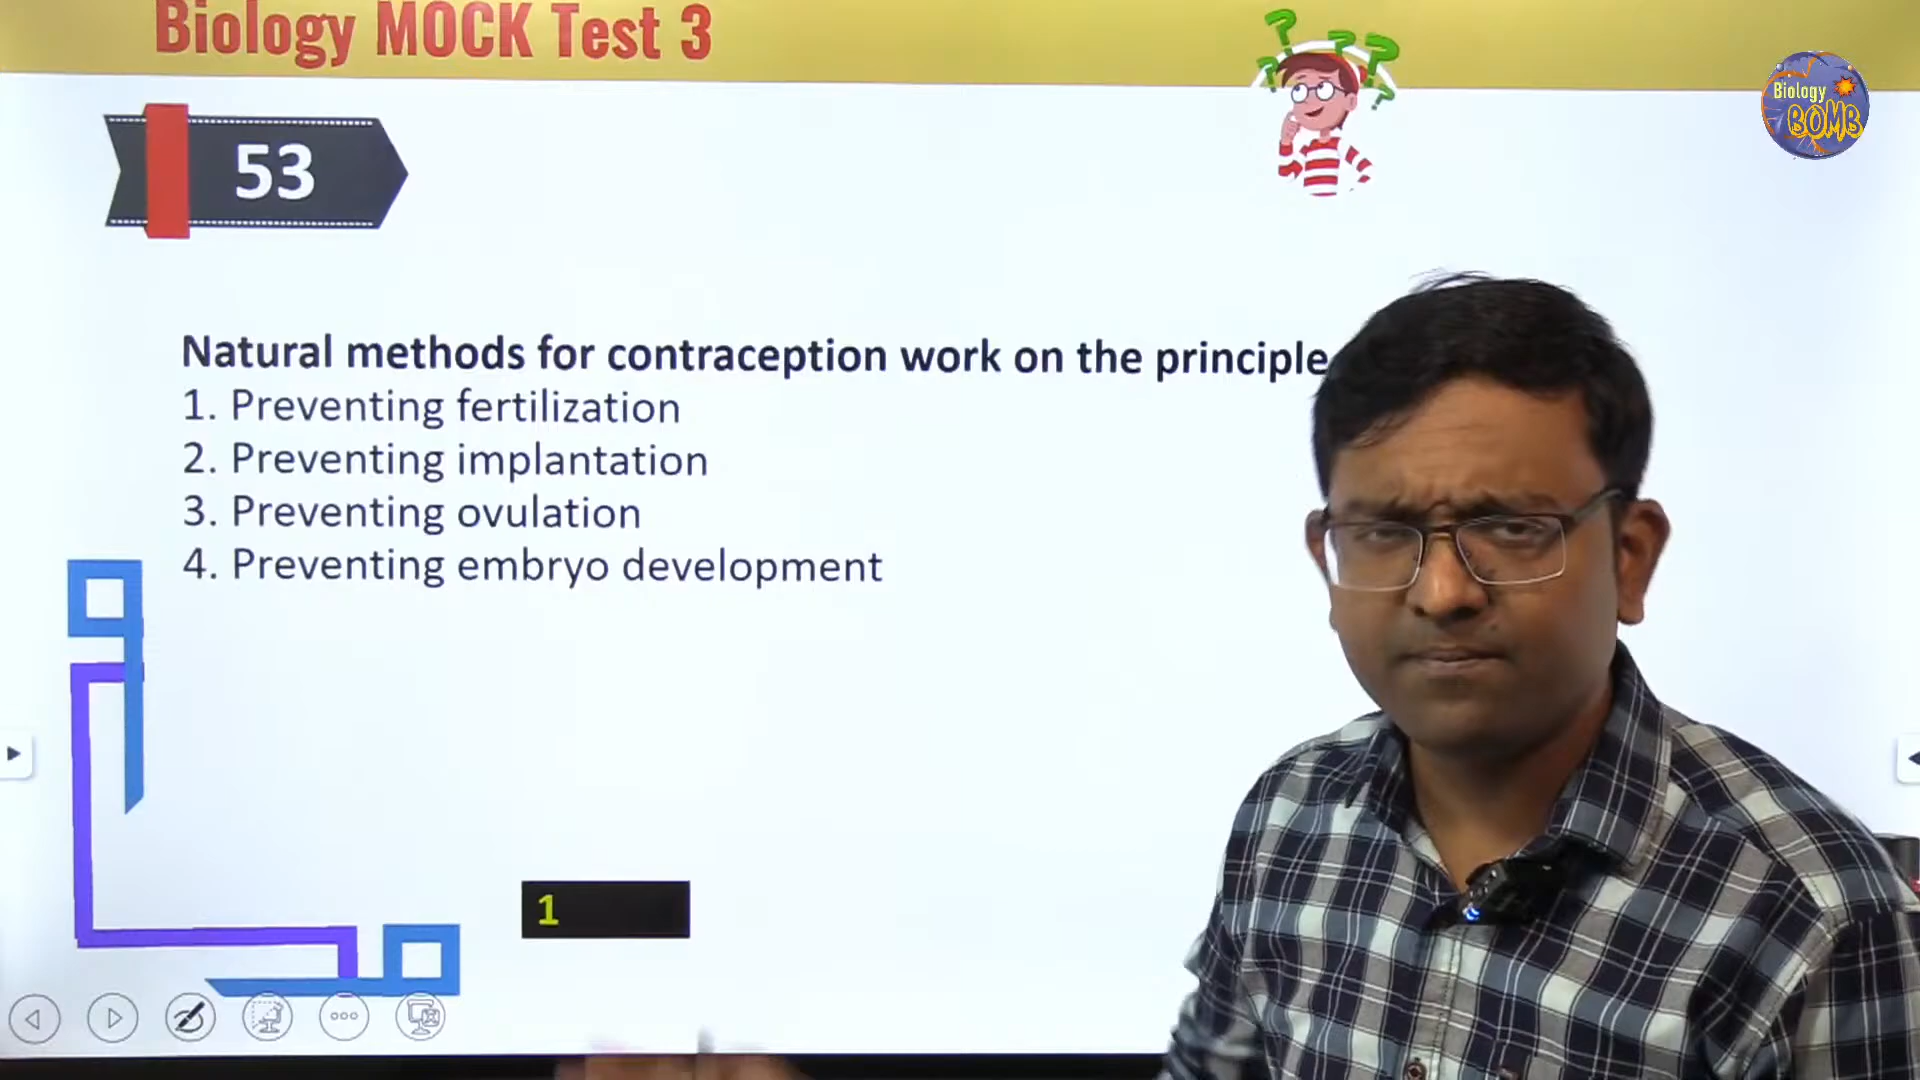 Biology MOCK Test 3
Biology
BOMB
53
Natural methods for contraception work on the principle
1. Preventing fertilization
2. Preventing implantation
3. Preventing ovulation
4. Preventing embryo development
1